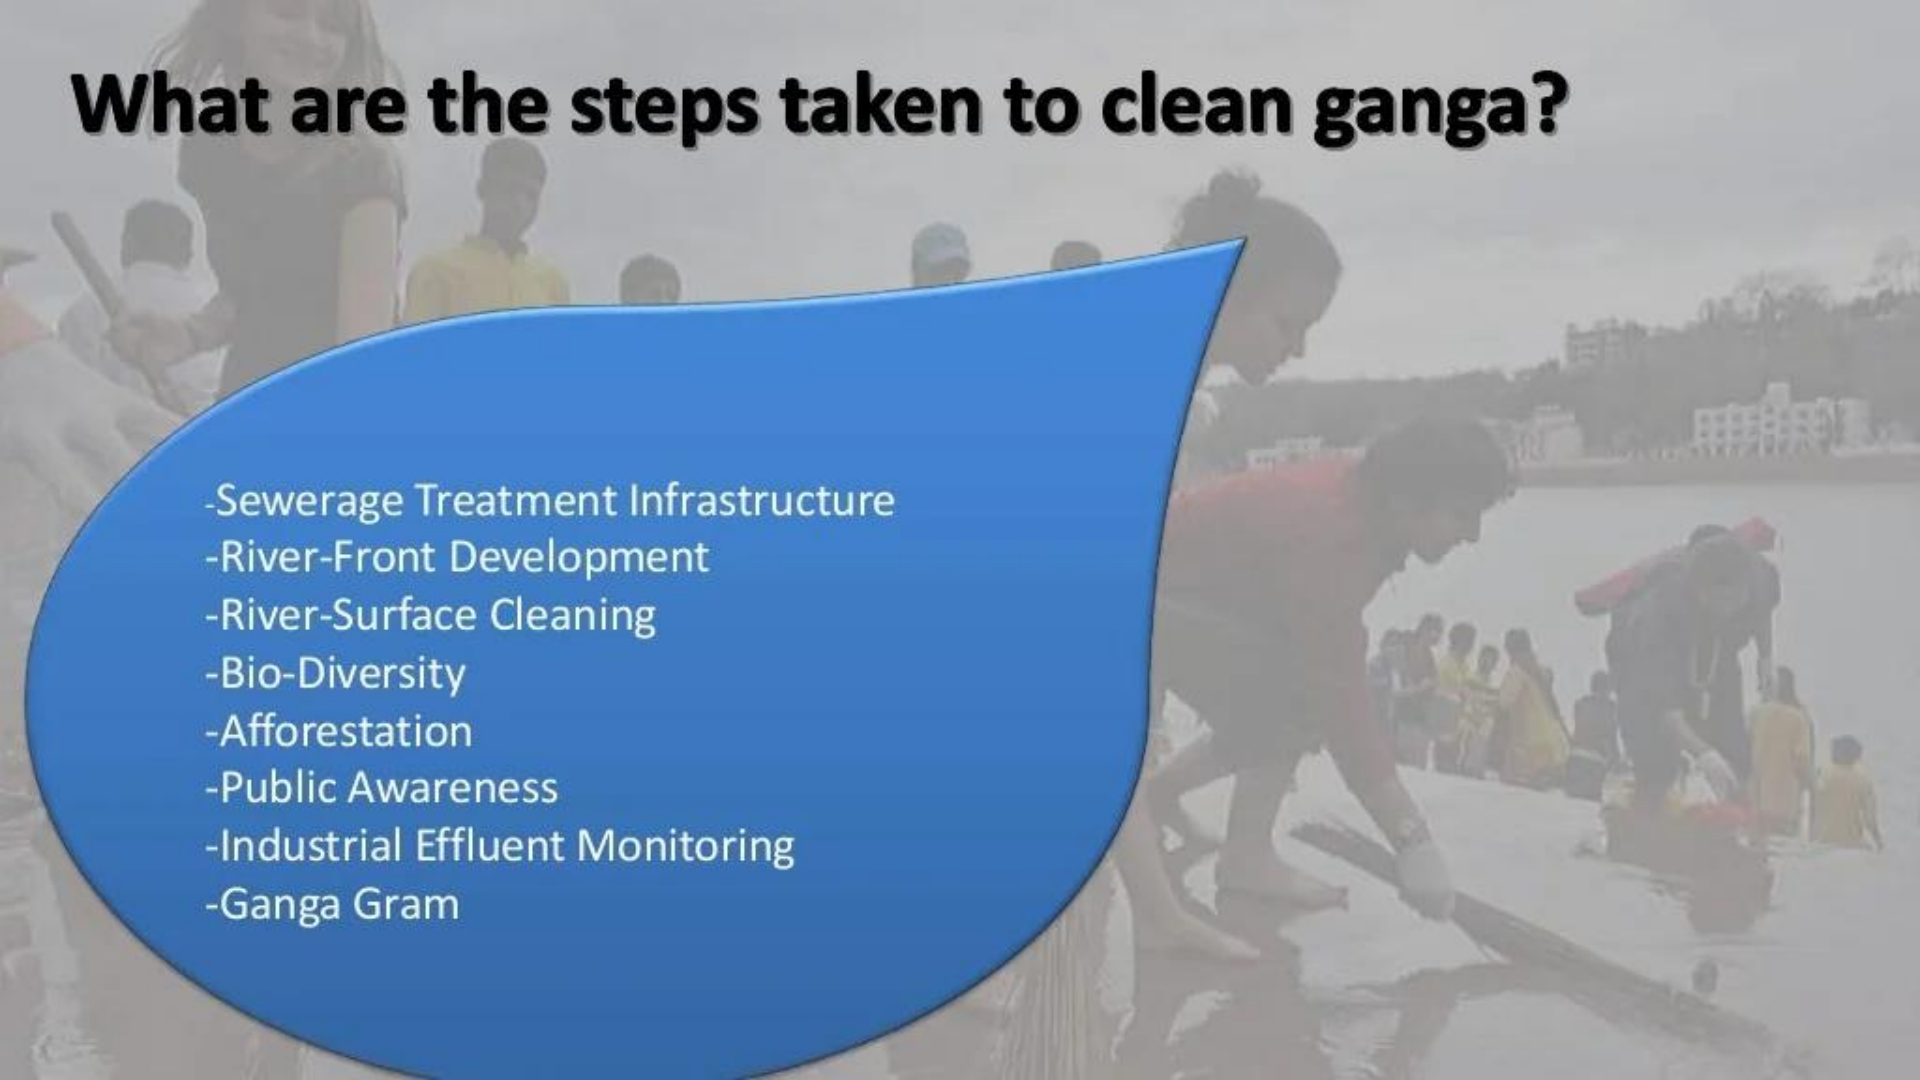 What are the steps taken to clean ganga?
-Sewerage Treatment Infrastructure
-River-Front Development
-River-Surface Cleaning
-Bio-Diversity
-Afforestation
-Public Awareness
-Industrial Effluent Monitoring
-Ganga Gram